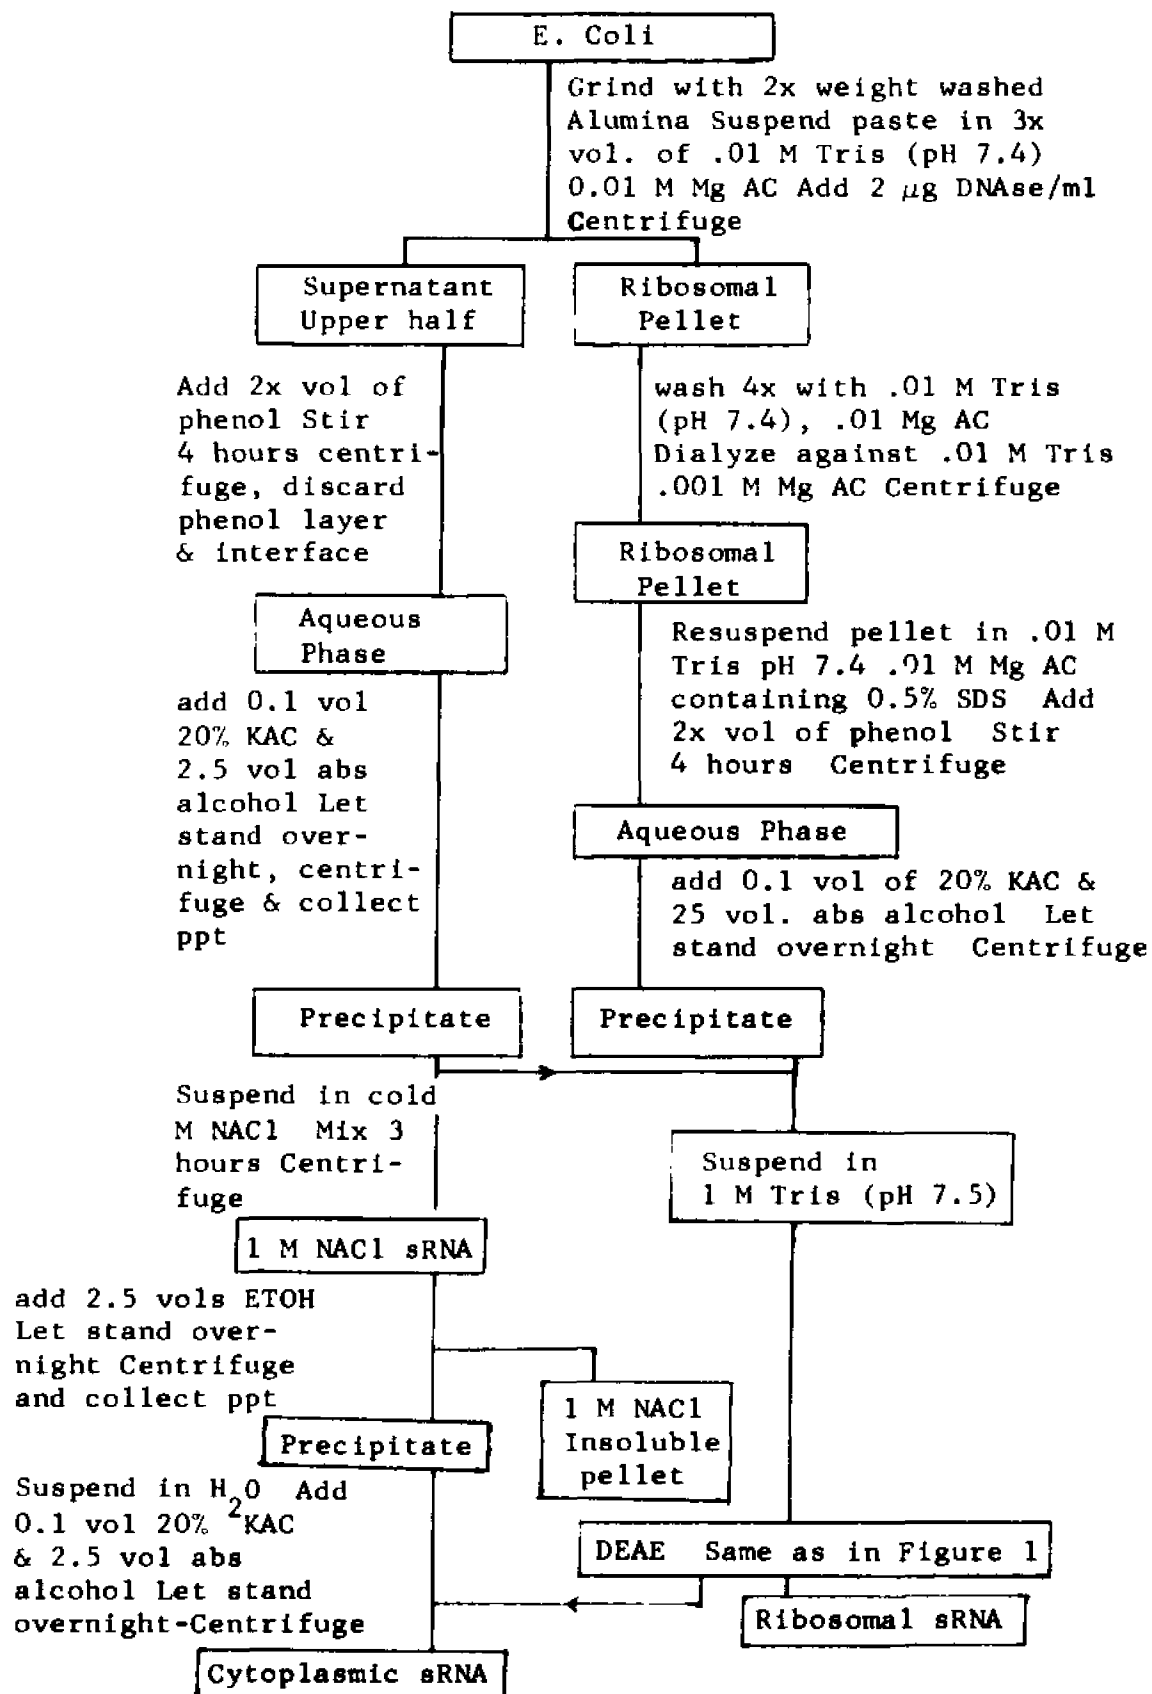 E. Coli
Grind with 2x weight washed
Alumina Suspend paste in 3x
vol. of .01 M Tris (pH 7.4)
0.01 M Mg AC Add 2 μg DNAse/ml
Centrifuge
Supernatant
Upper half
Ribosomal
Pellet
Add 2x vol of
phenol Stir
4 hours centri-
fuge, discard
phenol layer
& interface
wash 4x with .01 M Tris
(pH 7.4), .01 Mg AC
Dialyze against .01 M Tris
.001 M Mg AC Centrifuge
Ribosomal
Pellet
Aqueous
Phase
Resuspend pellet in .01 M
Tris pH 7.4 .01 M Mg AC
containing 0.5% SDS Add
2x vol of phenol Stir
4 hours Centrifuge
add 0.1 vol
20% KAC &
2.5 vol abs
alcohol Let
stand over-
night, centri-
fuge & collect
ppt
Aqueous Phase
add 0.1 vol of 20% KAC &
25 vol. abs alcohol Let
stand overnight Centrifuge
Precipitate
Precipitate
Suspend in cold
M NACl Mix 3
hours Centri-
fuge
Suspend in
1 M Tris (pH 7.5)
1 M NACl sRNA
add 2.5 vols ETOH
Let stand over-
night Centrifuge
and collect ppt
1 M NACl
Insoluble
pellet
Precipitate
Suspend in H2O Add
0.1 vol 20% KAC
& 2.5 vol abs
alcohol Let stand
overnight-Centrifuge
DEAE Same as in Figure 1
Ribosomal sRNA
Cytoplasmic sRNA